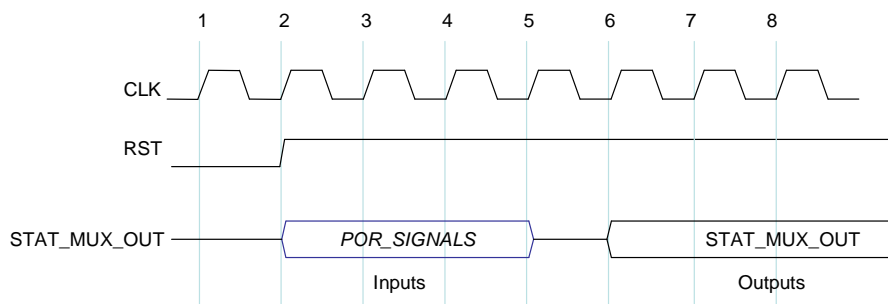 1 2 3 4 5 6 7 8
CLK
RST
STAT_MUX_OUT POR_SIGNALS STAT_MUX_OUT
Inputs Outputs